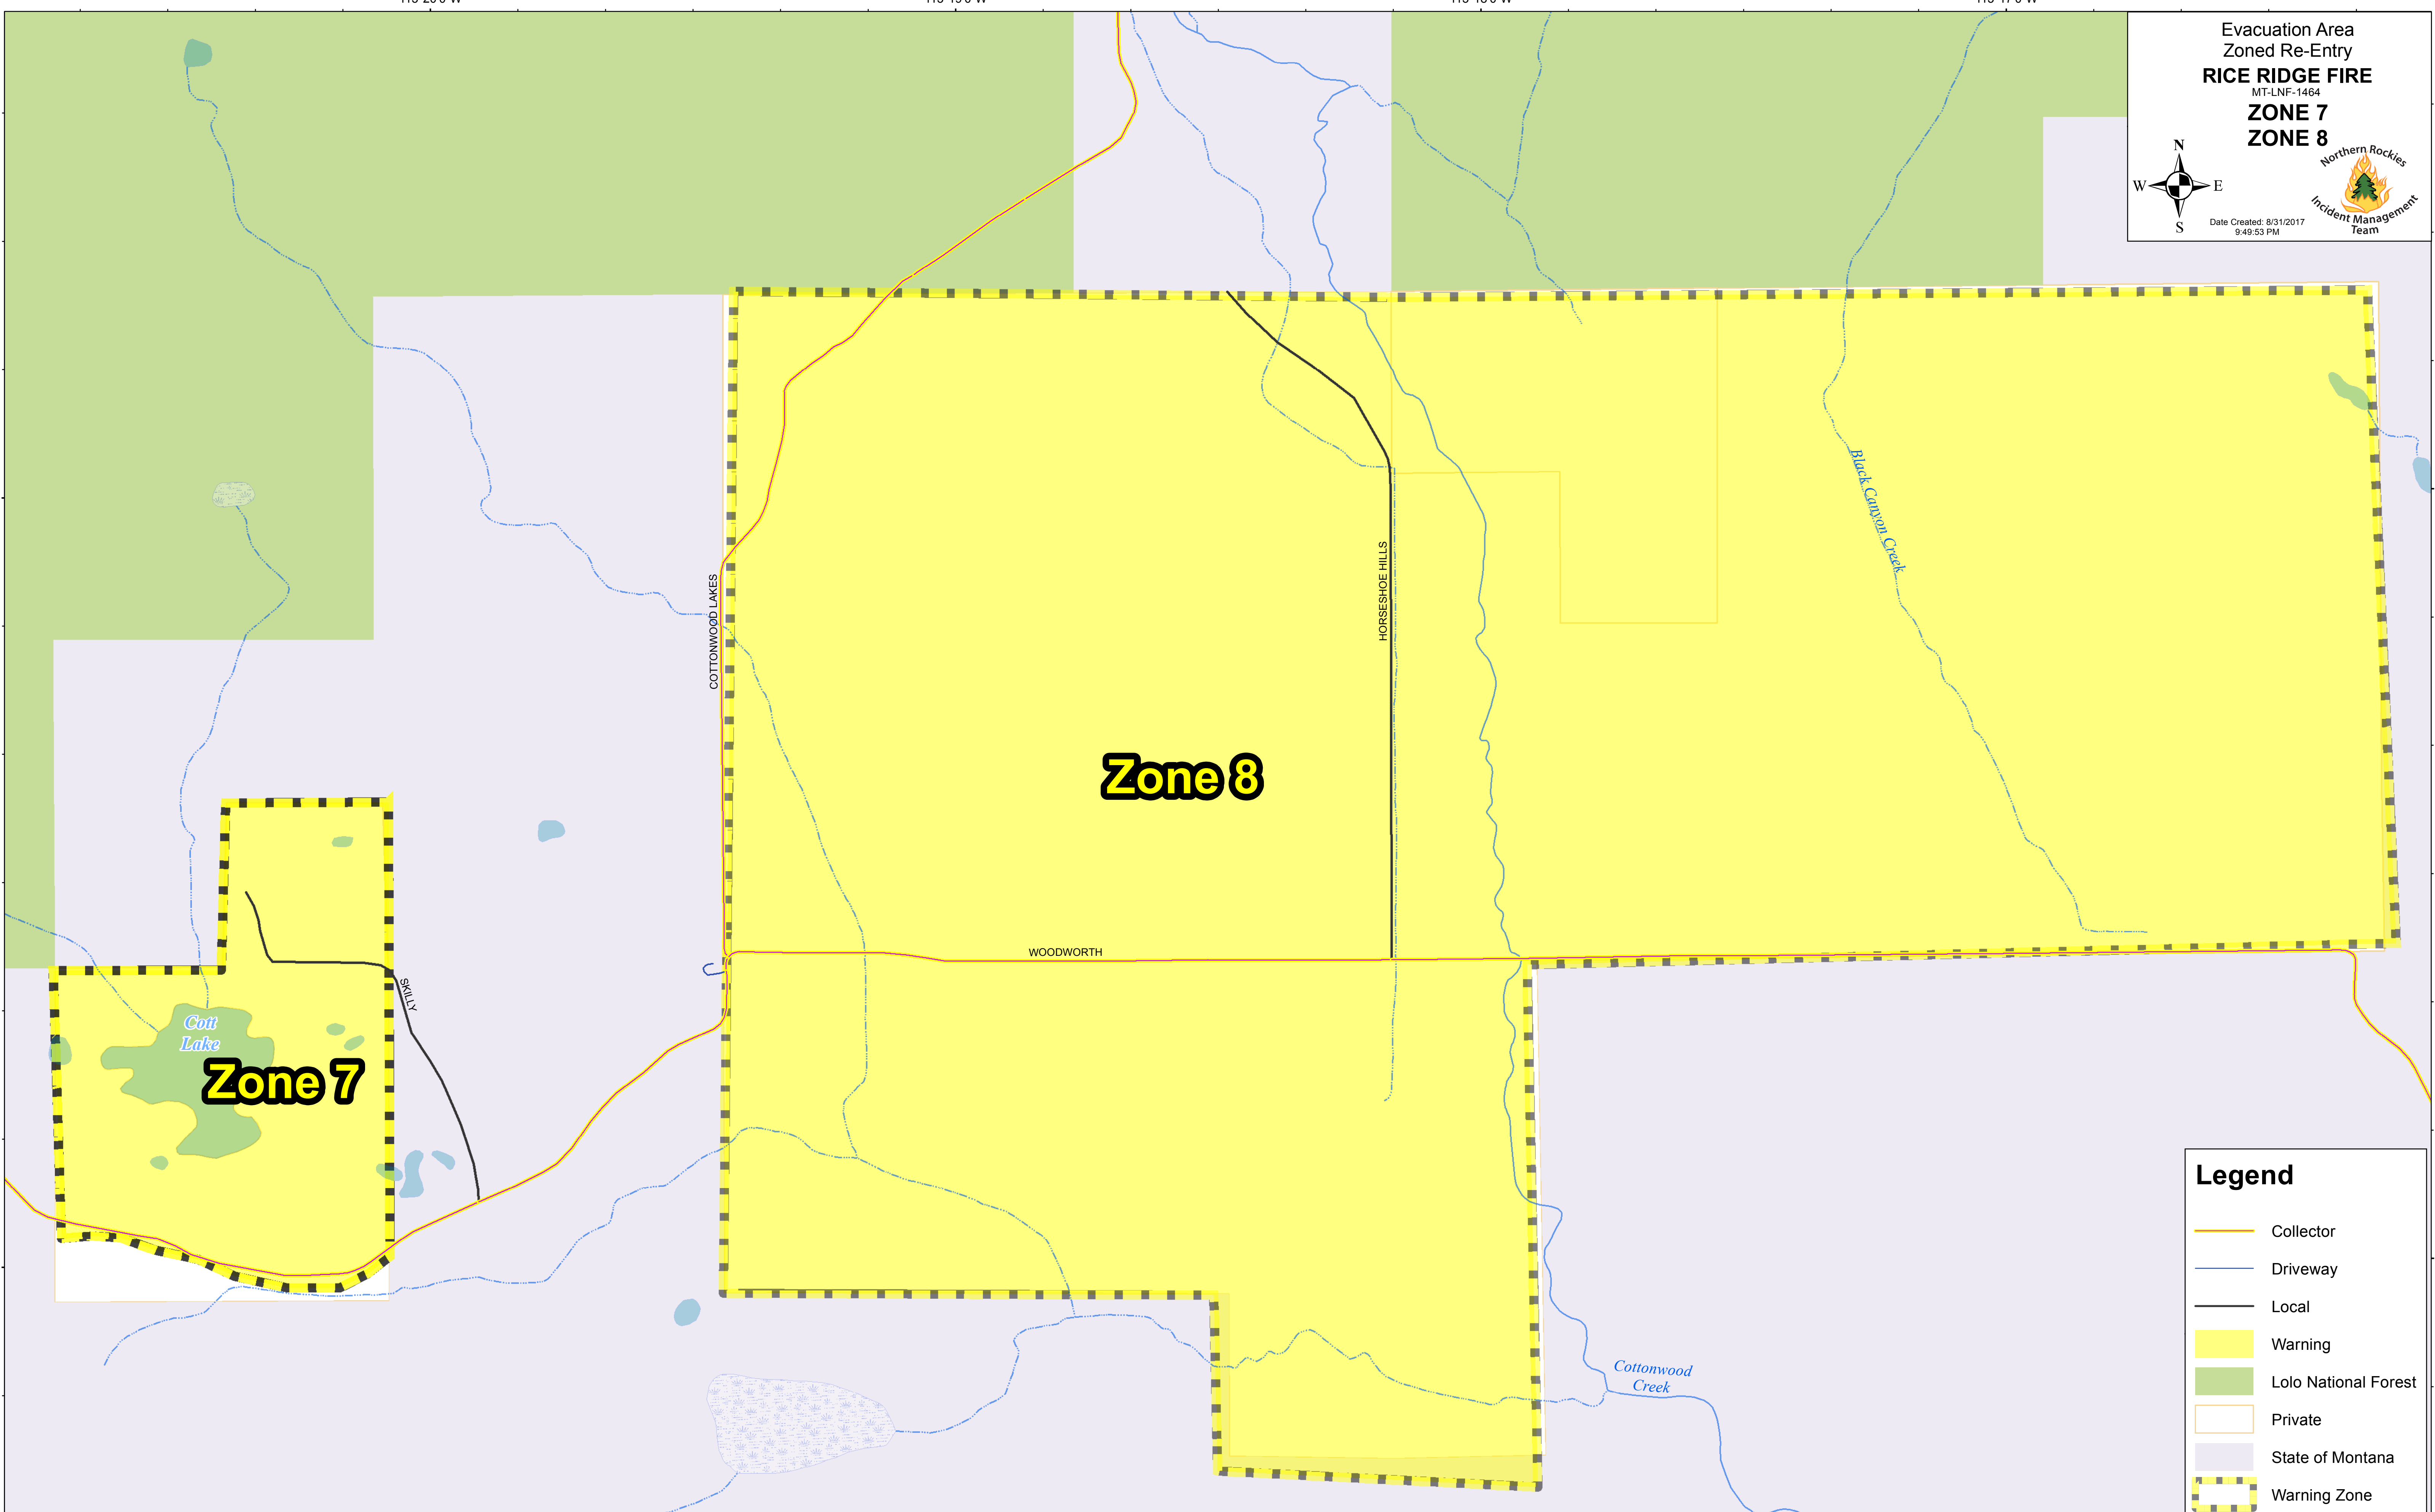 Evacuation Area
Zoned Re-Entry
RICE RIDGE FIRE
MT-LNF-1464
ZONE 7
ZONE 8
N
W
E
S
Northern Rockies
Incident Management
Team
Date Created: 8/31/2017
9:49:53 PM
COTTONWOOD LAKES
HORSESHOE HILLS
Black Canyon Creek
Zone 8
WOODWORTH
SKILLY
Cott
Lake
Zone 7
Cottonwood
Creek
Legend
Collector
Driveway
Local
Warning
Lolo National Forest
Private
State of Montana
Warning Zone